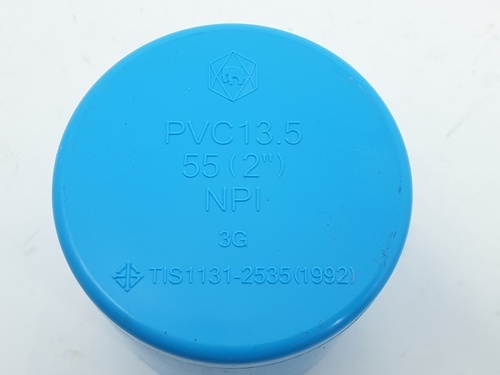 PVC13.5
55 (2")
NPI
3G
TIS1131-2535(1992)